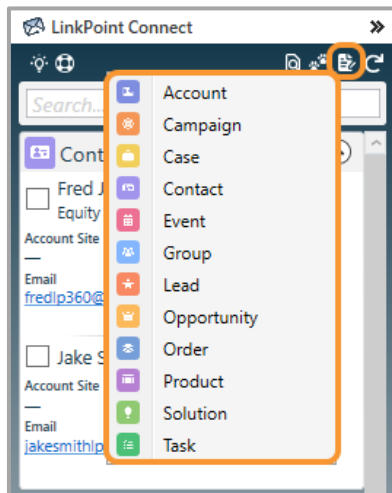 LinkPoint Connect
Search...
Account
Campaign
Case
Contact
Event
Group
Lead
Opportunity
Order
Product
Solution
Task
Cont
Fred J
Equity
Account Site
—
Email
fredlp360@
Jake S
Account Site
—
Email
jakesmithlp